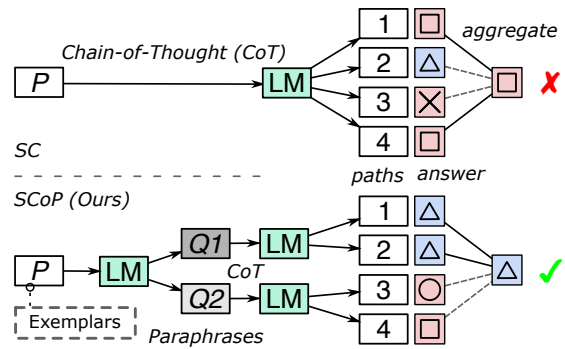 Chain-of-Thought (CoT)
aggregate
P
LM
1
2
3
4
SC
paths answer
SCoP (Ours)
P
LM
Q1
LM
CoT
Q2
LM
1
2
3
4
Exemplars
Paraphrases